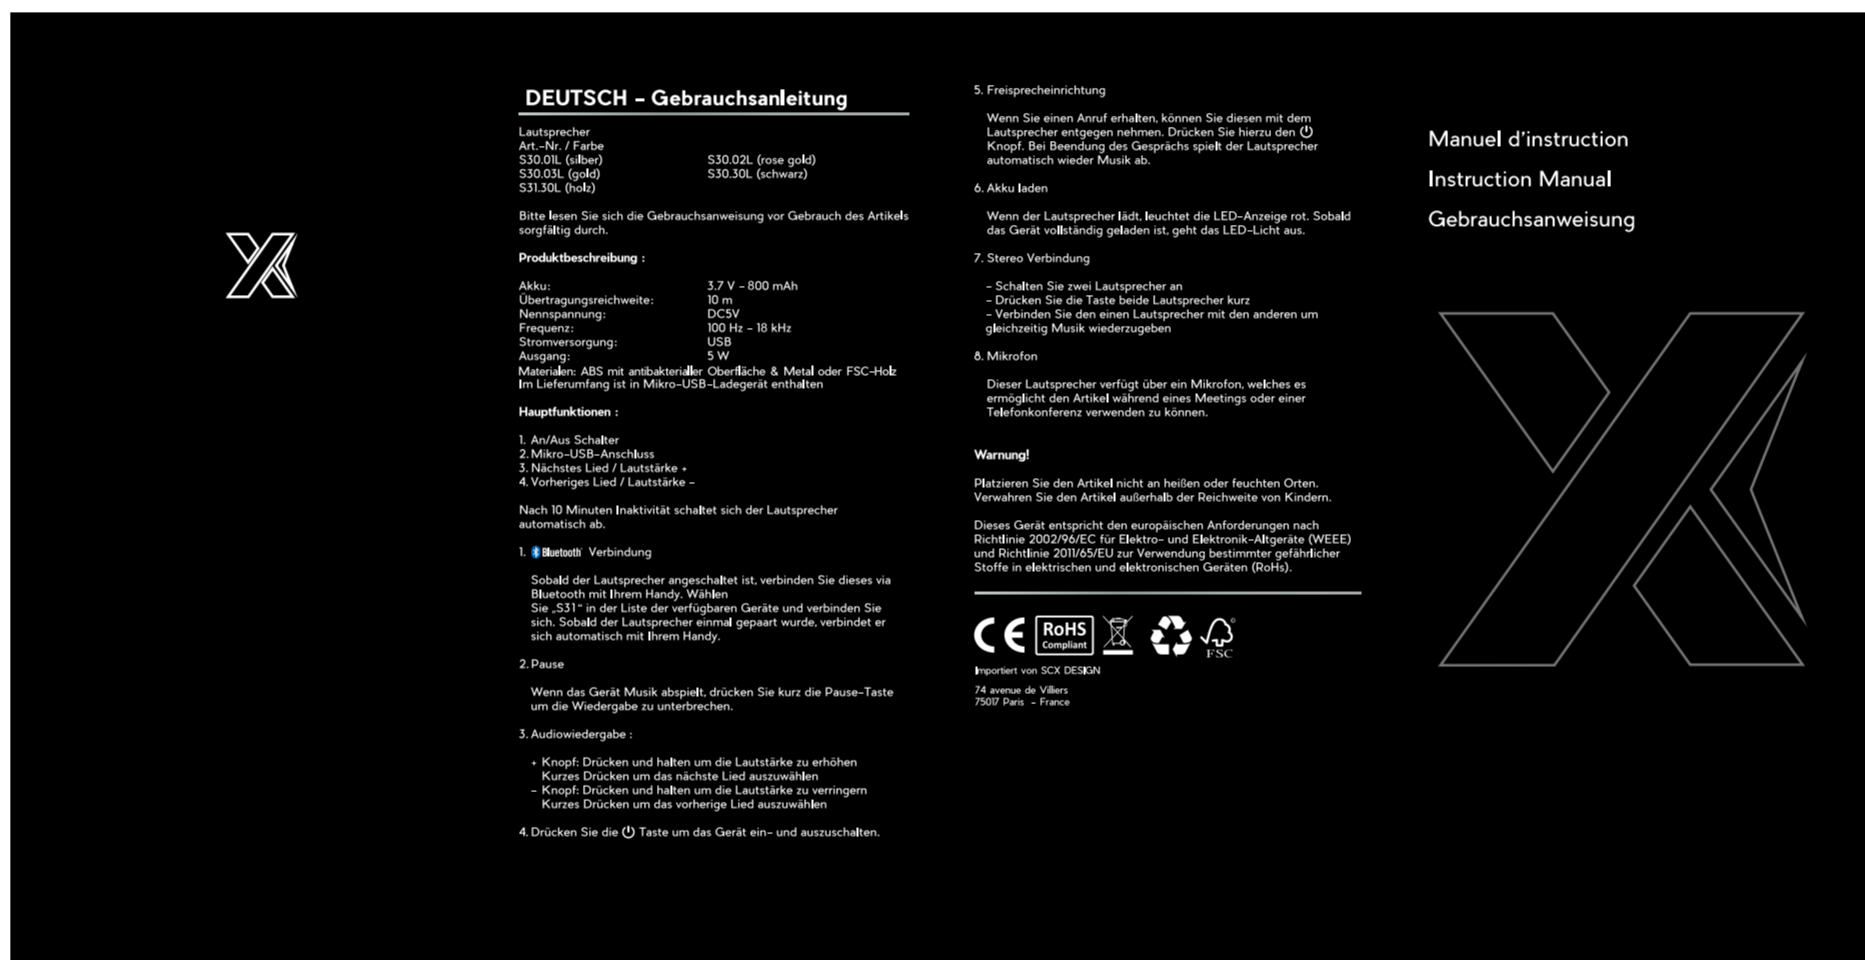 DEUTSCH – Gebrauchsanleitung
Lautsprecher
Art.-Nr. / Farbe
S30.01L (silber) S30.02L (rose gold)
S30.03L (gold) S30.30L (schwarz)
S31.30L (holz)
Bitte lesen Sie sich die Gebrauchsanweisung vor Gebrauch des Artikels
sorgfältig durch.
Produktbeschreibung :
Akku: 3.7 V – 800 mAh
Übertragungsreichweite: 10 m
Nennspannung: DC5V
Frequenz: 100 Hz – 18 kHz
Stromversorgung: USB
Ausgang: 5 W
Materialen: ABS mit antibakterialler Oberfläche & Metal oder FSC-Holz
Im Lieferumfang ist in Mikro-USB-Ladegerät enthalten
Hauptfunktionen :
1. An/Aus Schalter
2. Mikro-USB-Anschluss
3. Nächstes Lied / Lautstärke +
4. Vorheriges Lied / Lautstärke –
Nach 10 Minuten Inaktivität schaltet sich der Lautsprecher
automatisch ab.
1. Bluetooth Verbindung
Sobald der Lautsprecher angeschaltet ist, verbinden Sie dieses via
Bluetooth mit Ihrem Handy. Wählen
Sie „S31“ in der Liste der verfügbaren Geräte und verbinden Sie
sich. Sobald der Lautsprecher einmal gepaart wurde, verbindet er
sich automatisch mit Ihrem Handy.
2. Pause
Wenn das Gerät Musik abspielt, drücken Sie kurz die Pause-Taste
um die Wiedergabe zu unterbrechen.
3. Audiowiedergabe :
+ Knopf: Drücken und halten um die Lautstärke zu erhöhen
Kurzes Drücken um das nächste Lied auszuwählen
– Knopf: Drücken und halten um die Lautstärke zu verringern
Kurzes Drücken um das vorherige Lied auszuwählen
4. Drücken Sie die ⏻ Taste um das Gerät ein- und auszuschalten.
5. Freisprecheinrichtung
Wenn Sie einen Anruf erhalten, können Sie diesen mit dem
Lautsprecher entgegen nehmen. Drücken Sie hierzu den ⏻
Knopf. Bei Beendung des Gesprächs spielt der Lautsprecher
automatisch wieder Musik ab.
6. Akku laden
Wenn der Lautsprecher lädt, leuchtet die LED-Anzeige rot. Sobald
das Gerät vollständig geladen ist, geht das LED-Licht aus.
7. Stereo Verbindung
– Schalten Sie zwei Lautsprecher an
– Drücken Sie die Taste beide Lautsprecher kurz
– Verbinden Sie den einen Lautsprecher mit den anderen um
gleichzeitig Musik wiederzugeben
8. Mikrofon
Dieser Lautsprecher verfügt über ein Mikrofon, welches es
ermöglicht den Artikel während eines Meetings oder einer
Telefonkonferenz verwenden zu können.
Warnung!
Platzieren Sie den Artikel nicht an heißen oder feuchten Orten.
Verwahren Sie den Artikel außerhalb der Reichweite von Kindern.
Dieses Gerät entspricht den europäischen Anforderungen nach
Richtlinie 2002/96/EC für Elektro- und Elektronik-Altgeräte (WEEE)
und Richtlinie 2011/65/EU zur Verwendung bestimmter gefährlicher
Stoffe in elektrischen und elektronischen Geräten (RoHs).
CE RoHS
Compliant
FSC
Importiert von SCX DESIGN
74 avenue de Villiers
75017 Paris – France
Manuel d'instruction
Instruction Manual
Gebrauchsanweisung